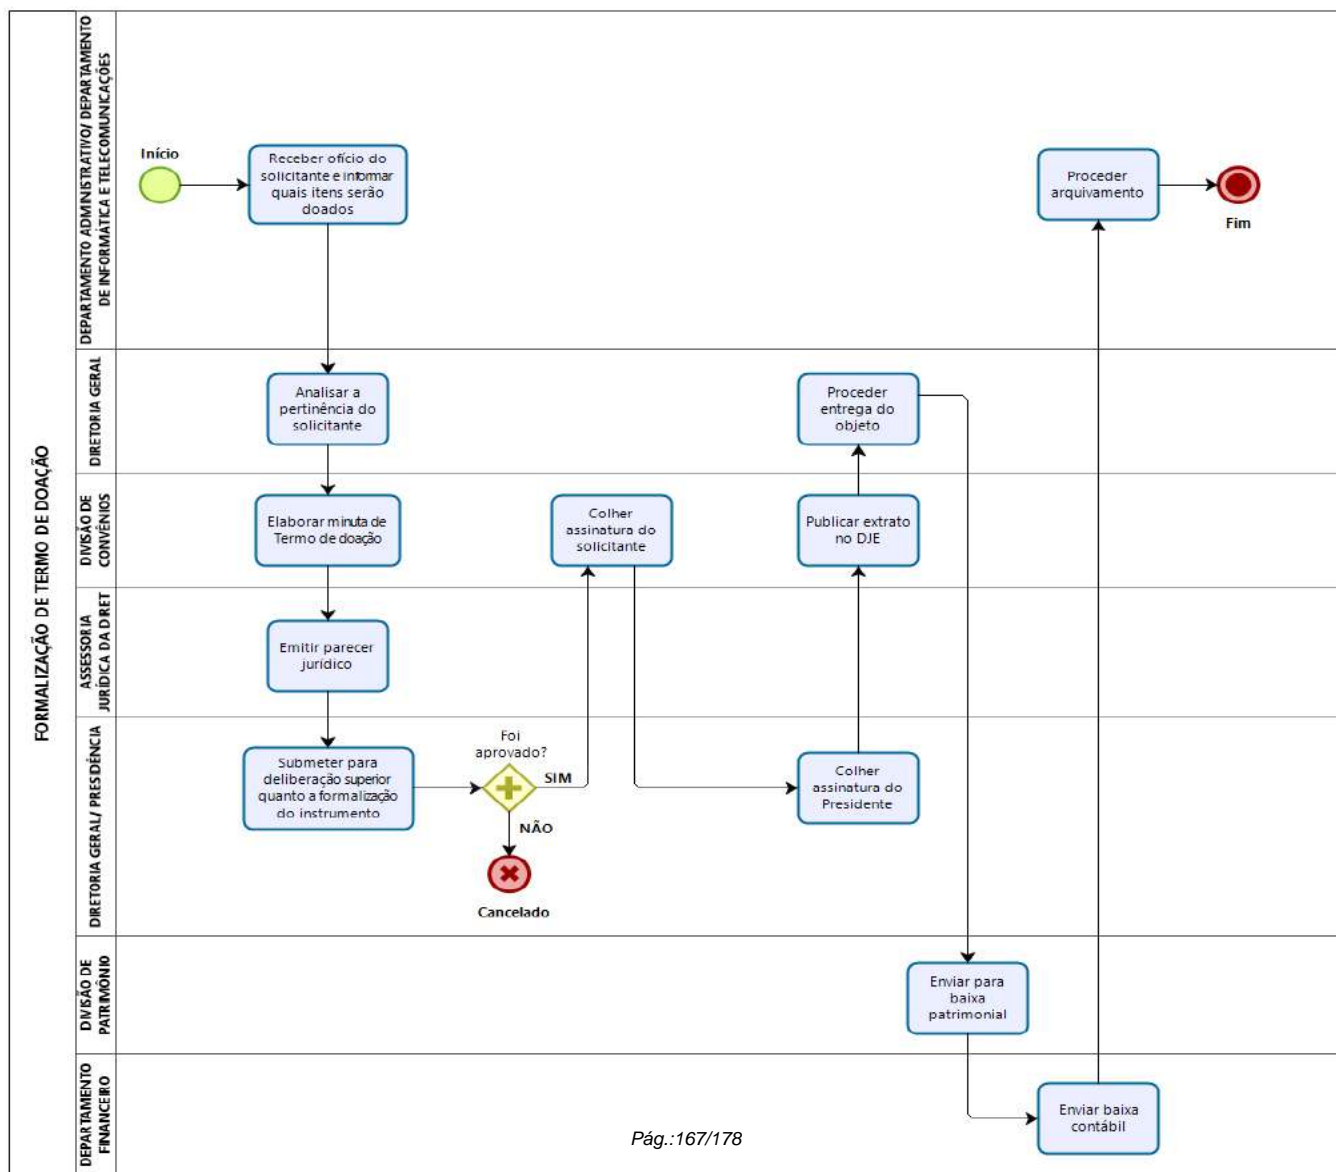 FORMALIZAÇÃO DE TERMO DE DOAÇÃO
DEPARTAMENTO ADMINISTRATIVO/ DEPARTAMENTO
DE INFORMÁTICA E TELECOMUNICAÇÕES
Início
Receber ofício do
solicitante e informar
quais itens serão
doados
Proceder
arquivamento
Fim
DIRETORIA GERAL
Analisar a
pertinência do
solicitante
Proceder
entrega do
objeto
DIVISÃO DE
CONVÊNIOS
Elaborar minuta de
Termo de doação
Colher
assinatura do
solicitante
Publicar extrato
no DJE
ASSESSORIA
JURÍDICA DA DIRET
Emitir parecer
jurídico
DIRETORIA GERAL/ PRESIDÊNCIA
Submeter para
deliberação superior
quanto a formalização
do instrumento
Foi
aprovado?
SIM
NÃO
Cancelado
Colher
assinatura do
Presidente
DIVISÃO DE
PATRIMÔNIO
Enviar para
baixa
patrimonial
DEPARTAMENTO
FINANCEIRO
Enviar baixa
contábil
Pág.:167/178